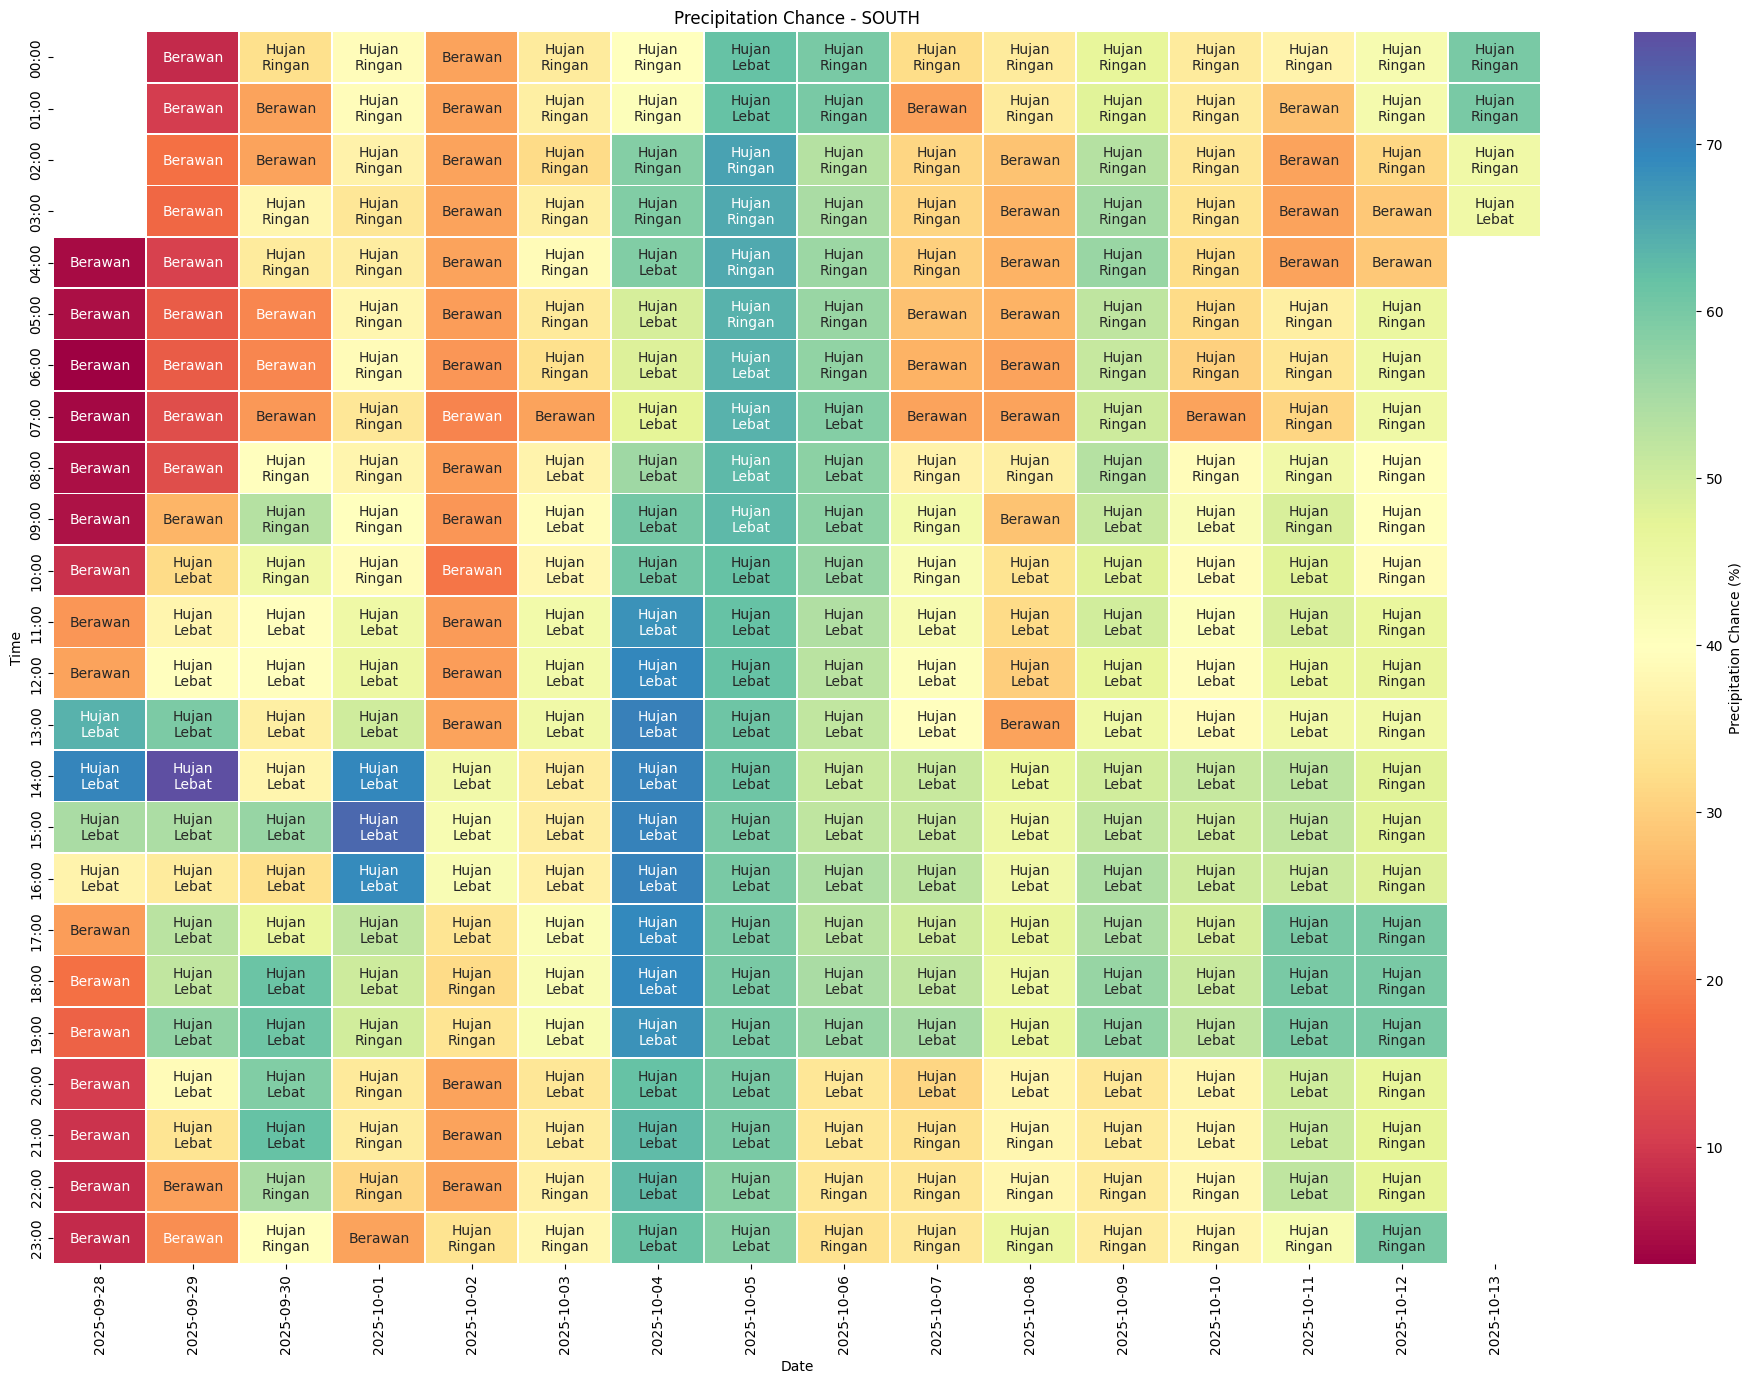 Precipitation Chance - SOUTH
00:00 Berawan Hujan Ringan Hujan Ringan Berawan Hujan Ringan Hujan Ringan Hujan Lebat Hujan Ringan Hujan Ringan Hujan Ringan Hujan Ringan Hujan Ringan Hujan Ringan Hujan Ringan Hujan Ringan
01:00 Berawan Berawan Hujan Ringan Berawan Hujan Ringan Hujan Ringan Hujan Lebat Hujan Ringan Berawan Hujan Ringan Hujan Ringan Hujan Ringan Berawan Hujan Ringan Hujan Ringan
02:00 Berawan Berawan Hujan Ringan Berawan Hujan Ringan Hujan Ringan Hujan Ringan Hujan Ringan Hujan Ringan Berawan Hujan Ringan Hujan Ringan Berawan Hujan Ringan Hujan Ringan
03:00 Berawan Hujan Ringan Hujan Ringan Berawan Hujan Ringan Hujan Ringan Hujan Ringan Hujan Ringan Hujan Ringan Berawan Hujan Ringan Hujan Ringan Berawan Berawan Hujan Lebat
04:00 Berawan Berawan Hujan Ringan Hujan Ringan Berawan Hujan Ringan Hujan Lebat Hujan Ringan Hujan Ringan Hujan Ringan Berawan Hujan Ringan Hujan Ringan Berawan Berawan
05:00 Berawan Berawan Berawan Hujan Ringan Berawan Hujan Ringan Hujan Lebat Hujan Ringan Hujan Ringan Berawan Berawan Hujan Ringan Hujan Ringan Hujan Ringan Hujan Ringan
06:00 Berawan Berawan Berawan Hujan Ringan Berawan Hujan Ringan Hujan Lebat Hujan Lebat Hujan Ringan Berawan Berawan Hujan Ringan Hujan Ringan Hujan Ringan Hujan Ringan
07:00 Berawan Berawan Berawan Hujan Ringan Berawan Berawan Hujan Lebat Hujan Lebat Hujan Lebat Berawan Berawan Hujan Ringan Berawan Hujan Ringan Hujan Ringan
08:00 Berawan Berawan Hujan Ringan Hujan Ringan Berawan Hujan Lebat Hujan Lebat Hujan Lebat Hujan Lebat Hujan Ringan Hujan Ringan Hujan Ringan Hujan Ringan Hujan Ringan Hujan Ringan
09:00 Berawan Berawan Hujan Ringan Hujan Ringan Berawan Hujan Lebat Hujan Lebat Hujan Lebat Hujan Lebat Hujan Ringan Berawan Hujan Lebat Hujan Lebat Hujan Ringan Hujan Ringan
10:00 Berawan Hujan Lebat Hujan Ringan Hujan Ringan Berawan Hujan Lebat Hujan Lebat Hujan Lebat Hujan Lebat Hujan Ringan Hujan Lebat Hujan Lebat Hujan Lebat Hujan Lebat Hujan Ringan
11:00 Berawan Hujan Lebat Hujan Lebat Hujan Lebat Berawan Hujan Lebat Hujan Lebat Hujan Lebat Hujan Lebat Hujan Lebat Hujan Lebat Hujan Lebat Hujan Lebat Hujan Lebat Hujan Ringan
12:00 Berawan Hujan Lebat Hujan Lebat Hujan Lebat Berawan Hujan Lebat Hujan Lebat Hujan Lebat Hujan Lebat Hujan Lebat Hujan Lebat Hujan Lebat Hujan Lebat Hujan Lebat Hujan Ringan
13:00 Hujan Lebat Hujan Lebat Hujan Lebat Hujan Lebat Berawan Hujan Lebat Hujan Lebat Hujan Lebat Hujan Lebat Hujan Lebat Berawan Hujan Lebat Hujan Lebat Hujan Lebat Hujan Ringan
14:00 Hujan Lebat Hujan Lebat Hujan Lebat Hujan Lebat Hujan Lebat Hujan Lebat Hujan Lebat Hujan Lebat Hujan Lebat Hujan Lebat Hujan Lebat Hujan Lebat Hujan Lebat Hujan Lebat Hujan Ringan
15:00 Hujan Lebat Hujan Lebat Hujan Lebat Hujan Lebat Hujan Lebat Hujan Lebat Hujan Lebat Hujan Lebat Hujan Lebat Hujan Lebat Hujan Lebat Hujan Lebat Hujan Lebat Hujan Lebat Hujan Ringan
16:00 Hujan Lebat Hujan Lebat Hujan Lebat Hujan Lebat Hujan Lebat Hujan Lebat Hujan Lebat Hujan Lebat Hujan Lebat Hujan Lebat Hujan Lebat Hujan Lebat Hujan Lebat Hujan Lebat Hujan Ringan
17:00 Berawan Hujan Lebat Hujan Lebat Hujan Lebat Hujan Lebat Hujan Lebat Hujan Lebat Hujan Lebat Hujan Lebat Hujan Lebat Hujan Lebat Hujan Lebat Hujan Lebat Hujan Lebat Hujan Ringan
18:00 Berawan Hujan Lebat Hujan Lebat Hujan Lebat Hujan Ringan Hujan Lebat Hujan Lebat Hujan Lebat Hujan Lebat Hujan Lebat Hujan Lebat Hujan Lebat Hujan Lebat Hujan Lebat Hujan Ringan
19:00 Berawan Hujan Lebat Hujan Lebat Hujan Ringan Hujan Ringan Hujan Lebat Hujan Lebat Hujan Lebat Hujan Lebat Hujan Lebat Hujan Lebat Hujan Lebat Hujan Lebat Hujan Lebat Hujan Ringan
20:00 Berawan Hujan Lebat Hujan Lebat Hujan Ringan Berawan Hujan Lebat Hujan Lebat Hujan Lebat Hujan Lebat Hujan Lebat Hujan Lebat Hujan Lebat Hujan Lebat Hujan Lebat Hujan Ringan
21:00 Berawan Hujan Lebat Hujan Lebat Hujan Ringan Berawan Hujan Lebat Hujan Lebat Hujan Lebat Hujan Lebat Hujan Ringan Hujan Ringan Hujan Lebat Hujan Lebat Hujan Lebat Hujan Ringan
22:00 Berawan Berawan Hujan Ringan Hujan Ringan Berawan Hujan Ringan Hujan Lebat Hujan Lebat Hujan Ringan Hujan Ringan Hujan Ringan Hujan Ringan Hujan Ringan Hujan Lebat Hujan Ringan
23:00 Berawan Berawan Hujan Ringan Berawan Hujan Ringan Hujan Ringan Hujan Lebat Hujan Lebat Hujan Ringan Hujan Ringan Hujan Ringan Hujan Ringan Hujan Ringan Hujan Ringan Hujan Ringan
Time
2025-09-28 2025-09-29 2025-09-30 2025-10-01 2025-10-02 2025-10-03 2025-10-04 2025-10-05 2025-10-06 2025-10-07 2025-10-08 2025-10-09 2025-10-10 2025-10-11 2025-10-12 2025-10-13
Date
70
60
50
40
30
20
10
Precipitation Chance (%)